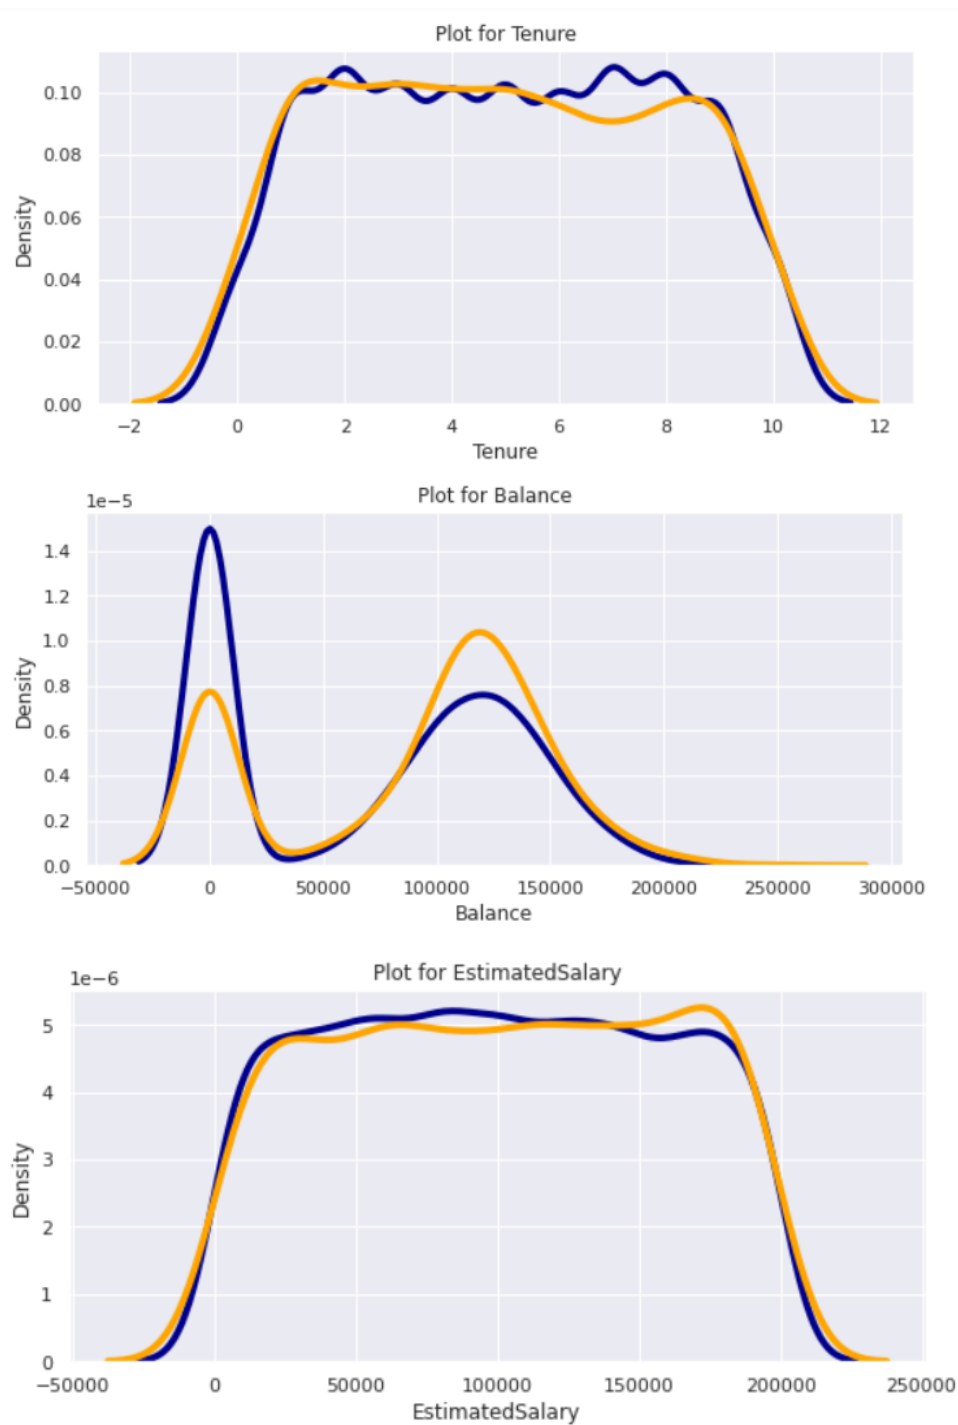 Plot for Tenure
0.10
0.08
0.06
0.04
0.02
0.00
Density
−2 0 2 4 6 8 10 12
Tenure
Plot for Balance
1e−5
1.4
1.2
1.0
0.8
0.6
0.4
0.2
0.0
Density
−50000 0 50000 100000 150000 200000 250000 300000
Balance
Plot for EstimatedSalary
1e−6
5
4
3
2
1
0
Density
−50000 0 50000 100000 150000 200000 250000
EstimatedSalary